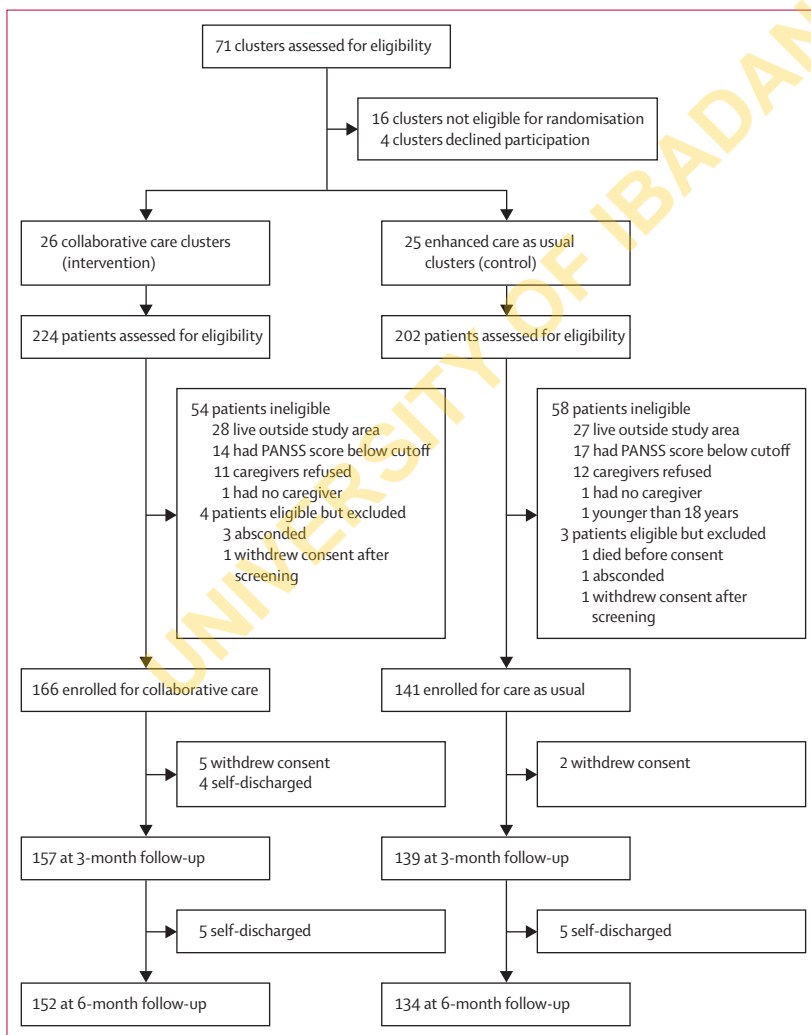 71 clusters assessed for eligibility
16 clusters not eligible for randomisation
4 clusters declined participation
26 collaborative care clusters
(intervention)
25 enhanced care as usual
clusters (control)
224 patients assessed for eligibility
202 patients assessed for eligibility
54 patients ineligible
28 live outside study area
14 had PANSS score below cutoff
11 caregivers refused
1 had no caregiver
4 patients eligible but excluded
3 absconded
1 withdrew consent after
screening
58 patients ineligible
27 live outside study area
17 had PANSS score below cutoff
12 caregivers refused
1 had no caregiver
1 younger than 18 years
3 patients eligible but excluded
1 died before consent
1 absconded
1 withdrew consent after
screening
166 enrolled for collaborative care
141 enrolled for care as usual
5 withdrew consent
4 self-discharged
2 withdrew consent
157 at 3-month follow-up
139 at 3-month follow-up
5 self-discharged
5 self-discharged
152 at 6-month follow-up
134 at 6-month follow-up
UNIVERSITY OF IBADAN